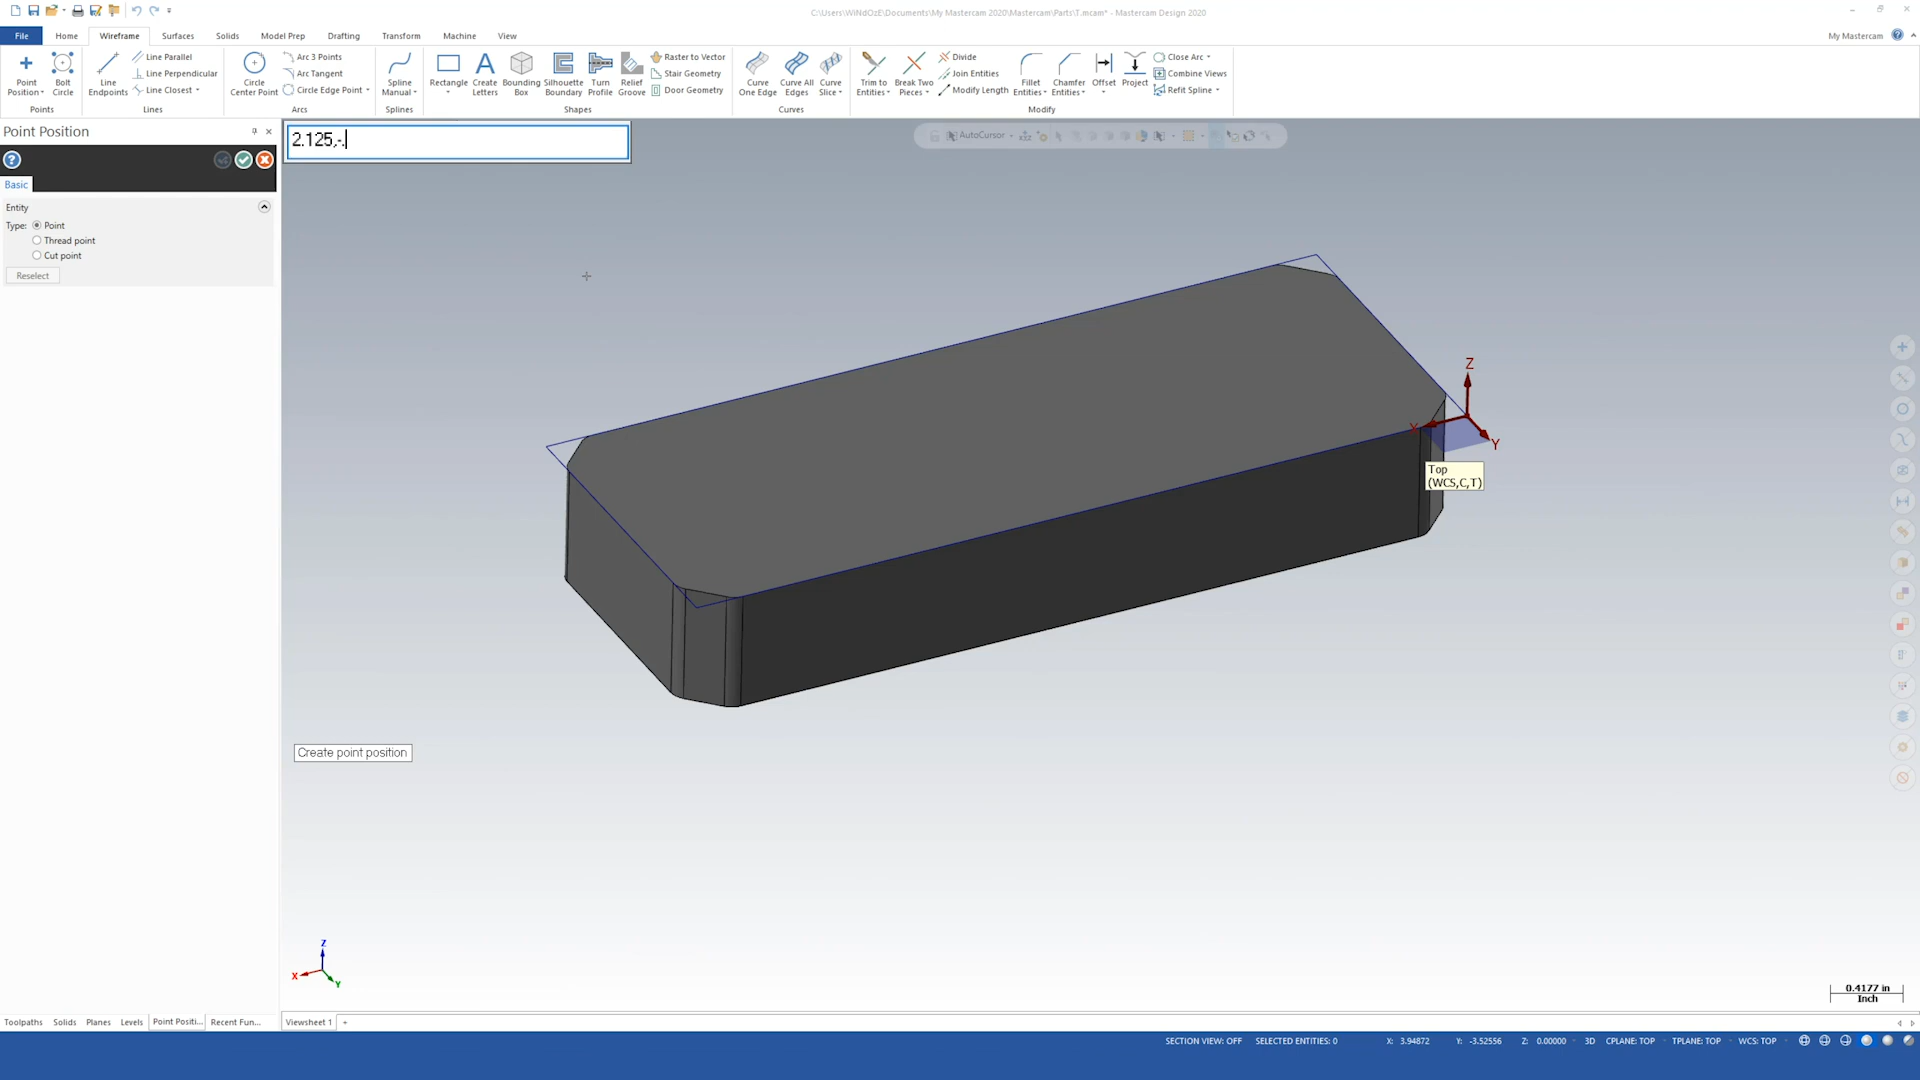 C:\Users\WiNdOzE\Documents\My Mastercam 2020\Mastercam\Parts\T.mcam* - Mastercam Design 2020
File Home Wireframe Surfaces Solids Model Prep Drafting Transform Machine View My Mastercam
Point Position
Bolt Circle
Points
Line Endpoints
Line Parallel
Line Perpendicular
Line Closest
Lines
Circle Center Point
Arc 3 Points
Arc Tangent
Circle Edge Point
Arcs
Spline Manual
Splines
Rectangle
Create Letters
Bounding Box
Silhouette Boundary
Turn Profile
Relief Groove
Raster to Vector
Stair Geometry
Door Geometry
Shapes
Curve One Edge
Curve All Edges
Curve Slice
Curves
Trim to Entities
Break Two Pieces
Divide
Join Entities
Modify Length
Fillet Entities
Chamfer Entities
Offset
Project
Close Arc
Combine Views
Refit Spline
Modify
Point Position
Basic
Entity
Type: Point
Thread point
Cut point
Reselect
2.125,-.
AutoCursor
Z
X
Y
Top
(WCS,C,T)
Create point position
Z
X
Y
0.4177 in
Inch
Toolpaths Solids Planes Levels Point Positi... Recent Fun... Viewsheet 1 +
SECTION VIEW: OFF SELECTED ENTITIES: 0 X: 3.94872 Y: -3.52556 Z: 0.00000 3D CPLANE: TOP TPLANE: TOP WCS: TOP